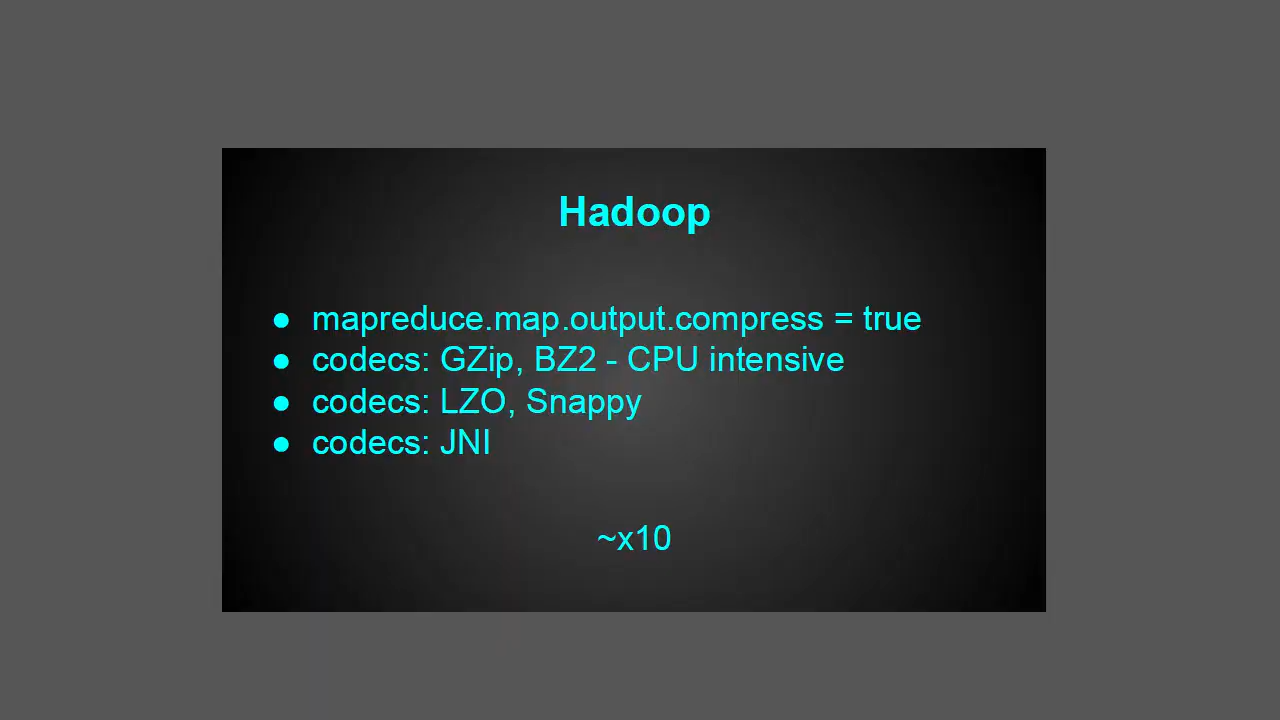 Hadoop
● mapreduce.map.output.compress = true
● codecs: GZip, BZ2 - CPU intensive
● codecs: LZO, Snappy
● codecs: JNI
~x10